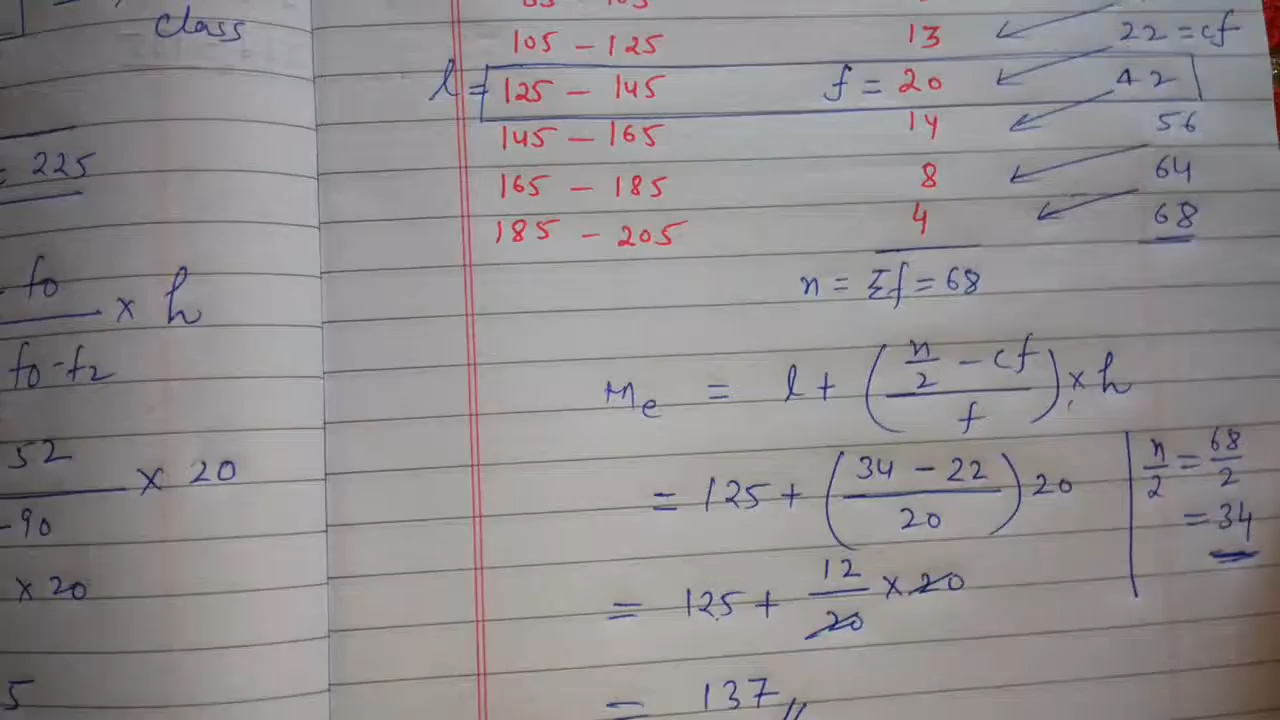 class
= 225
f0
× h
f0-f2
52
× 20
-90
× 20
5
105 - 125 13 22 = cf
l = 125 - 145 f = 20 42
145 - 165 14 56
165 - 185 8 64
185 - 205 4 68
n = Σf = 68
Me = l + ( (n/2 - cf) / f ) × h
= 125 + ( (34 - 22) / 20 ) 20
n/2 = 68/2
= 34
= 125 + 12/20 × 20
= 137 //